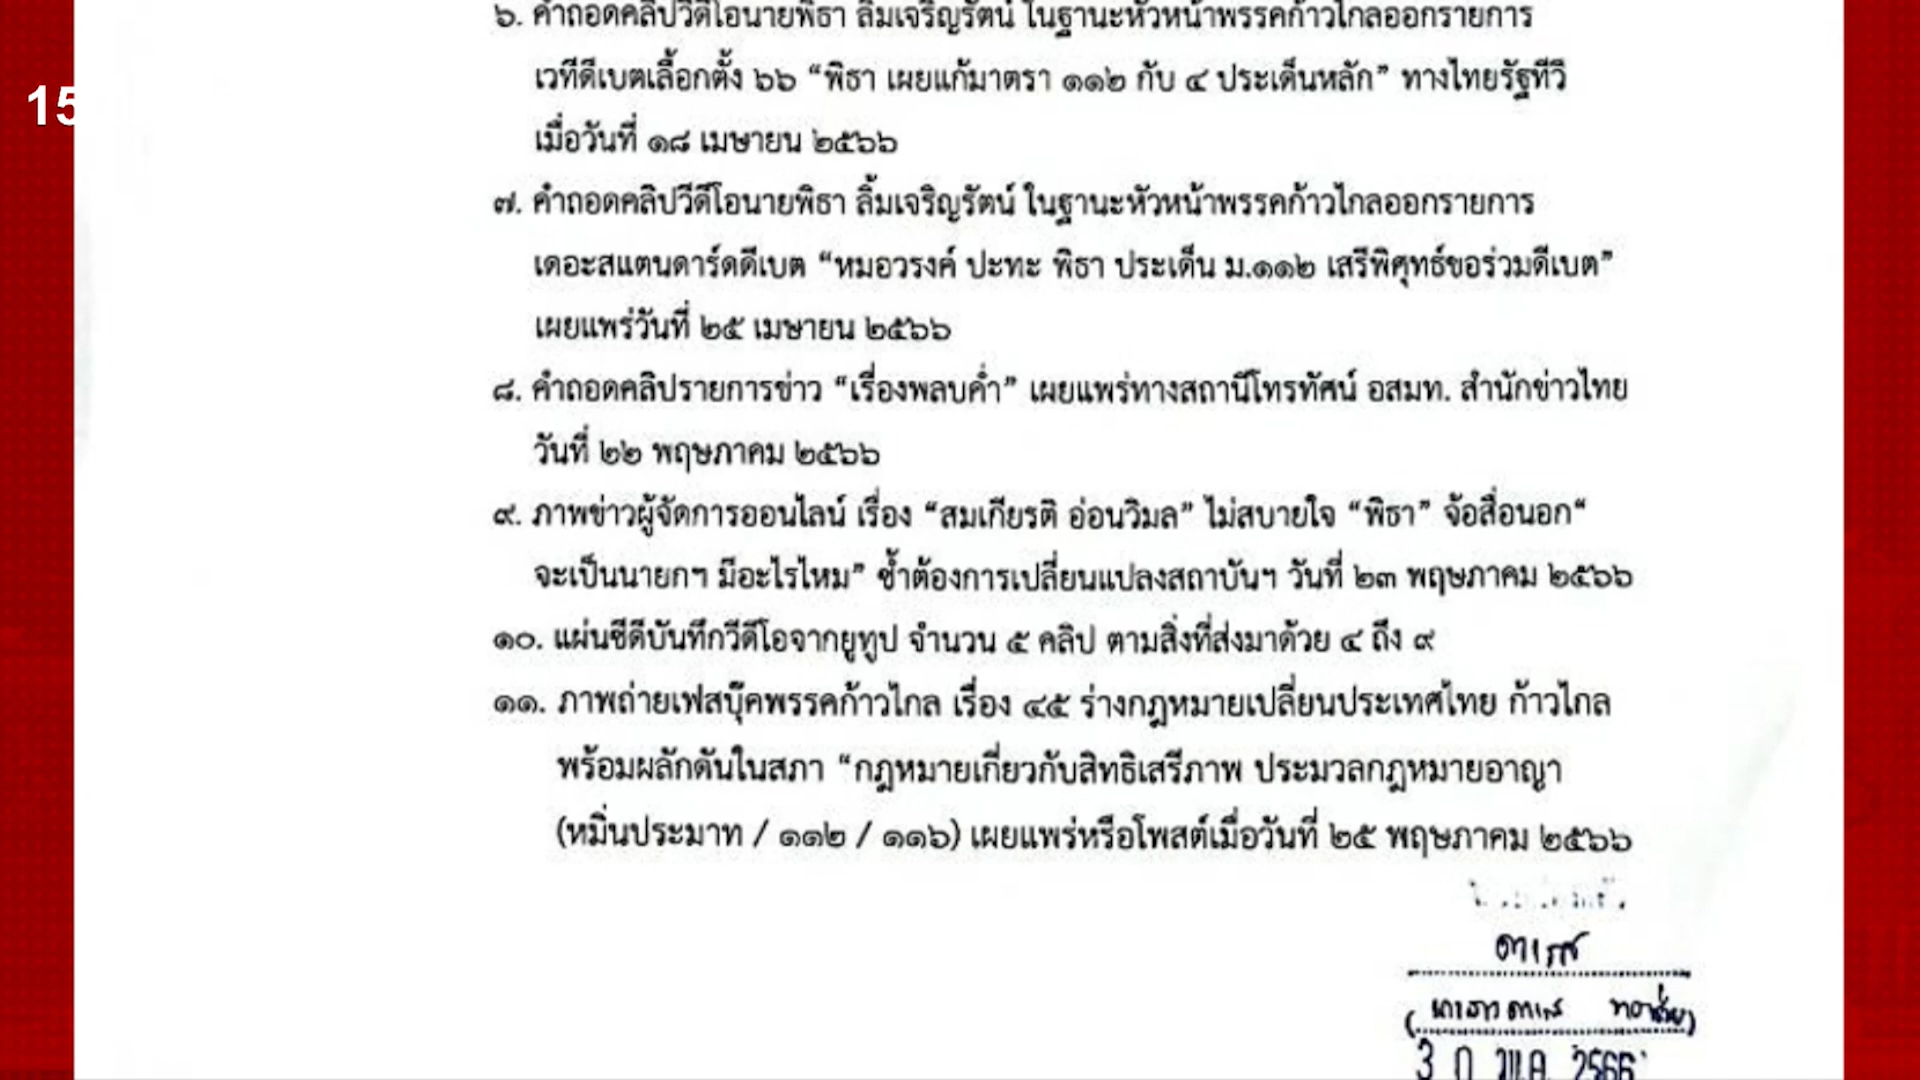 ๖. คำถอดคลิปวีดีโอนายพิธา ลิ้มเจริญรัตน์ ในฐานะหัวหน้าพรรคก้าวไกลออกรายการ
เวทีดีเบตเลื้อกตั้ง ๖๖ “พิธา เผยแก้มาตรา ๑๑๒ กับ ๔ ประเด็นหลัก” ทางไทยรัฐทีวี
15
เมื่อวันที่ ๑๘ เมษายน ๒๕๖๖
๗. คำถอดคลิปวีดีโอนายพิธา ลิ้มเจริญรัตน์ ในฐานะหัวหน้าพรรคก้าวไกลออกรายการ
เดอะสแตนดาร์ดดีเบต “หมอวรงค์ ปะทะ พิธา ประเด็น ม.๑๑๒ เสรีพิศุทธ์ขอร่วมดีเบต”
เผยแพร่วันที่ ๒๕ เมษายน ๒๕๖๖
๘. คำถอดคลิปรายการข่าว “เรื่องพลบค่ำ” เผยแพร่ทางสถานีโทรทัศน์ อสมท. สำนักข่าวไทย
วันที่ ๒๒ พฤษภาคม ๒๕๖๖
๙. ภาพข่าวผู้จัดการออนไลน์ เรื่อง “สมเกียรติ อ่อนวิมล” ไม่สบายใจ “พิธา” จ้อสื่อนอก“
จะเป็นนายกฯ มีอะไรไหม” ซ้ำต้องการเปลี่ยนแปลงสถาบันฯ วันที่ ๒๓ พฤษภาคม ๒๕๖๖
๑๐. แผ่นซีดีบันทึกวีดีโอจากยูทูป จำนวน ๕ คลิป ตามสิ่งที่ส่งมาด้วย ๔ ถึง ๙
๑๑. ภาพถ่ายเฟสบุ๊คพรรคก้าวไกล เรื่อง ๔๕ ร่างกฎหมายเปลี่ยนประเทศไทย ก้าวไกล
พร้อมผลักดันในสภา “กฎหมายเกี่ยวกับสิทธิเสรีภาพ ประมวลกฎหมายอาญา
(หมิ่นประมาท / ๑๑๒ / ๑๑๖) เผยแพร่หรือโพสต์เมื่อวันที่ ๒๕ พฤษภาคม ๒๕๖๖
30 พ.ค. 2566